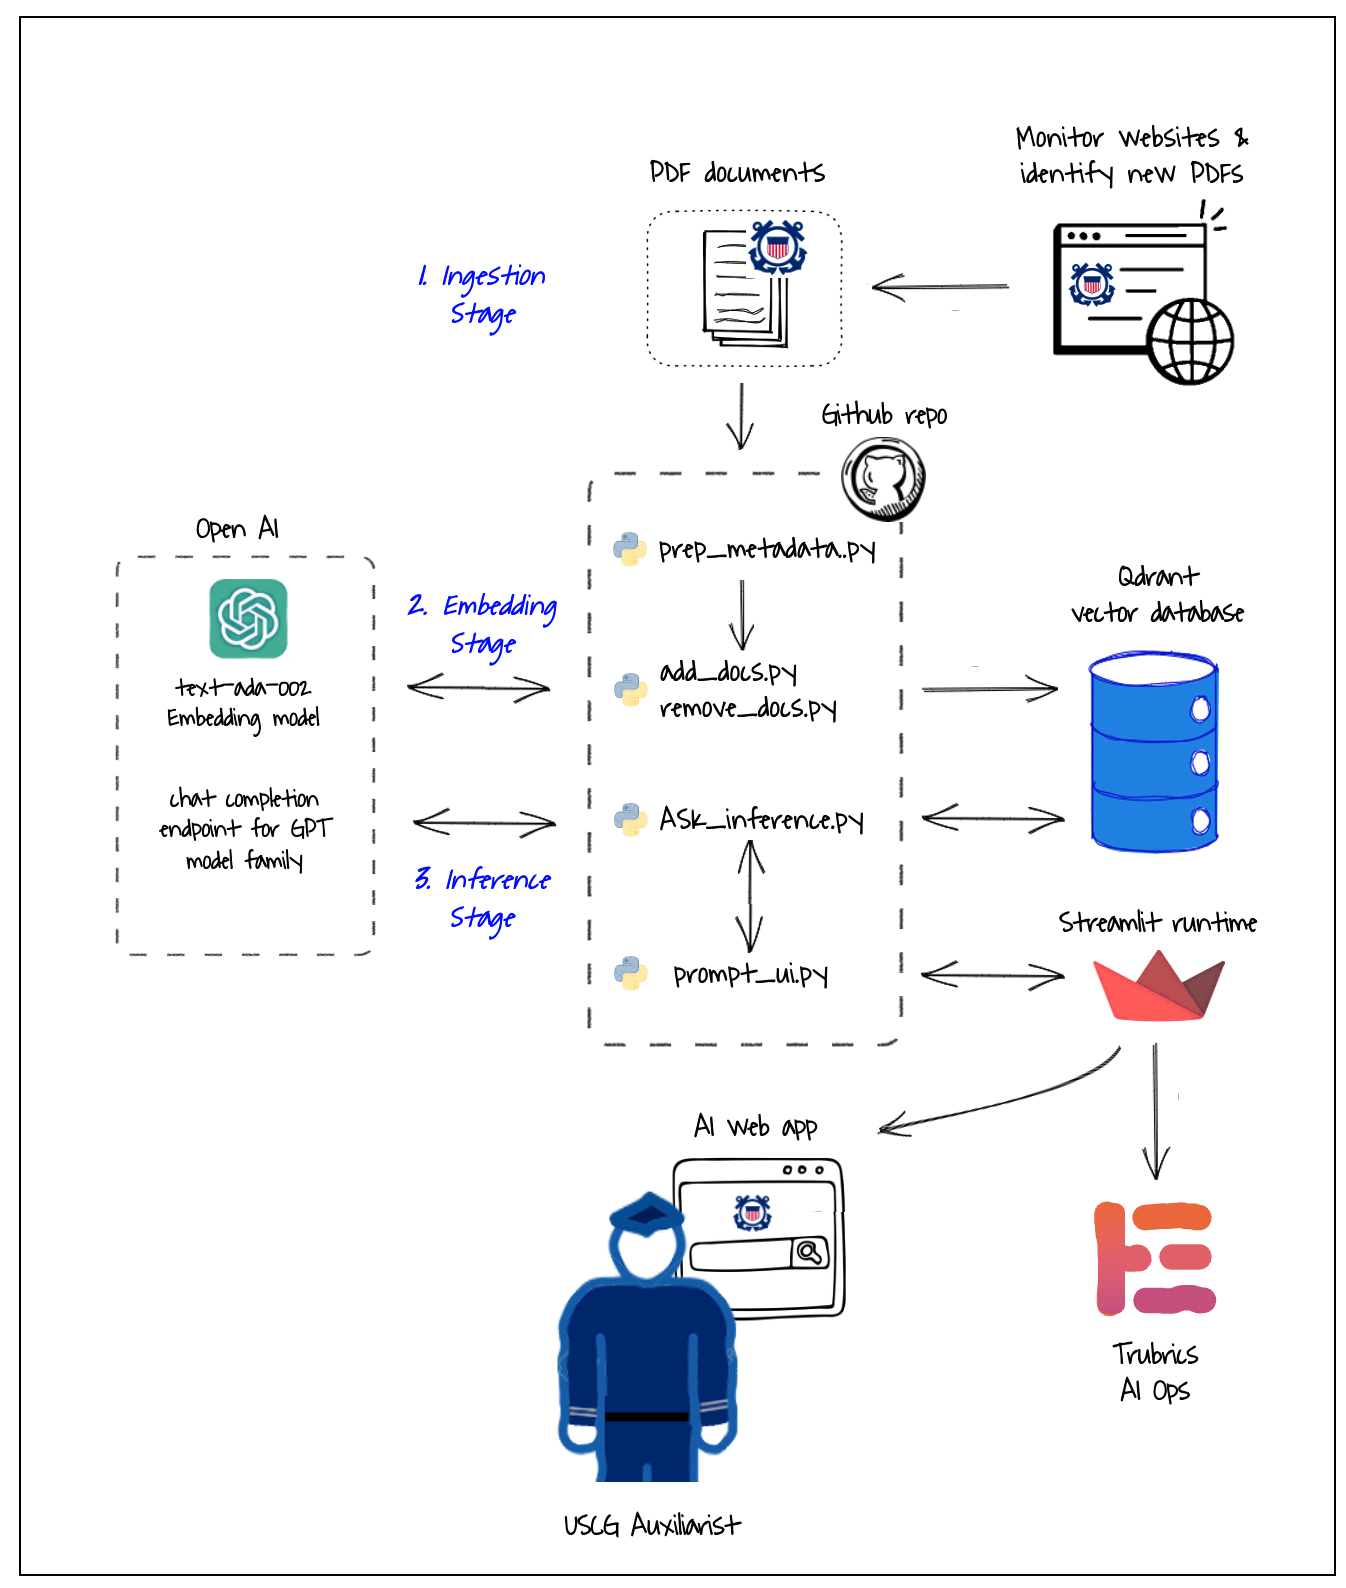 Monitor websites &
identify new PDFs
PDF documents
1. Ingestion
Stage
Github repo
Open AI
prep_metadata.py
Qdrant
vector database
2. Embedding
Stage
text-ada-002
Embedding model
add_docs.py
remove_docs.py
chat completion
endpoint for GPT
model family
ASK_inference.py
3. Inference
Stage
Streamlit runtime
prompt_ui.py
AI web app
Trubrics
AI Ops
USCG Auxiliarist